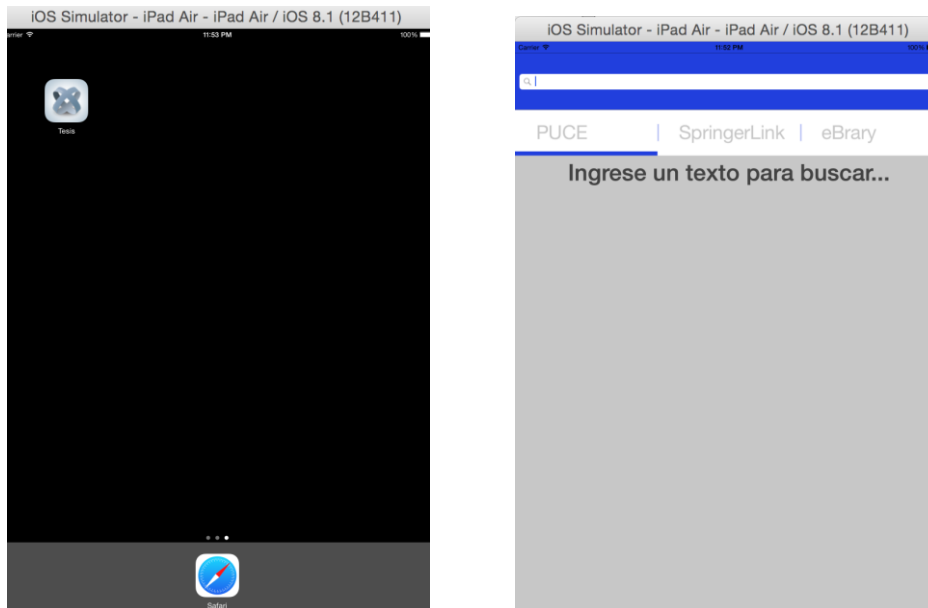 iOS Simulator - iPad Air - iPad Air / iOS 8.1 (12B411)
arrier 11:53 PM 100%
Tesis
Safari
iOS Simulator - iPad Air - iPad Air / iOS 8.1 (12B411)
Carrier 11:52 PM 100%
PUCE | SpringerLink | eBrary
Ingrese un texto para buscar...